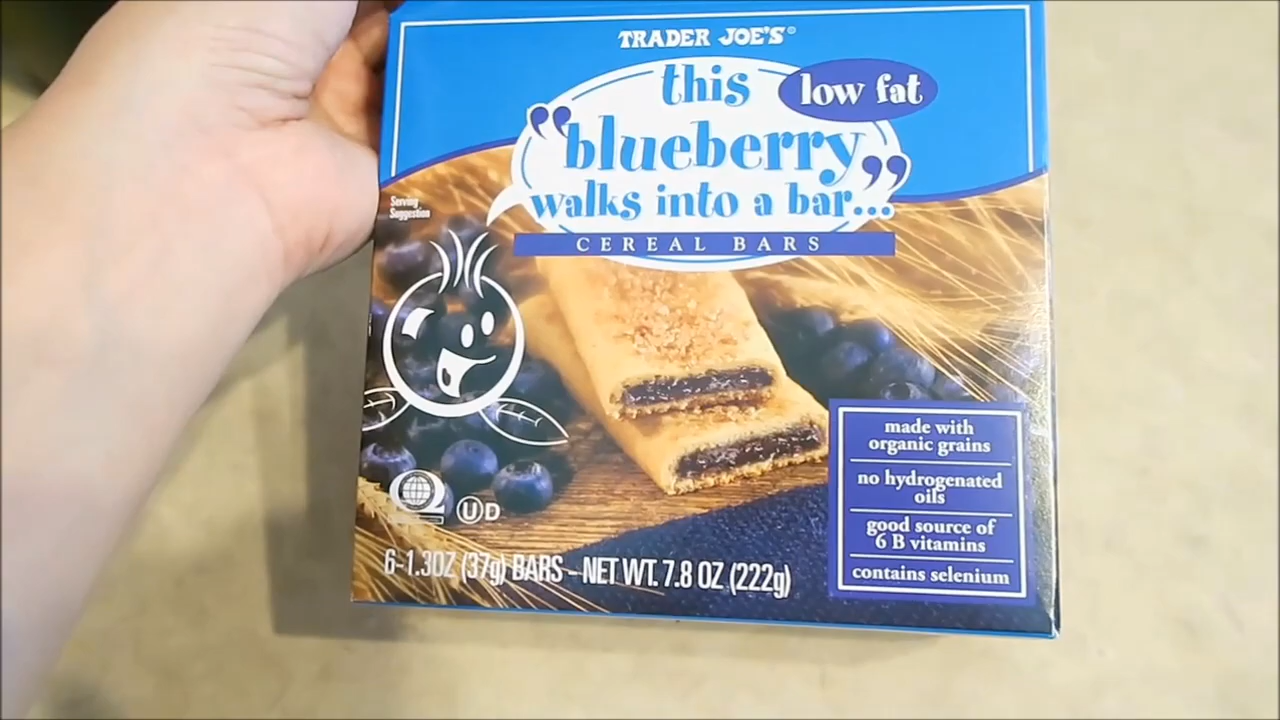 TRADER JOE'S®
this
low fat
"blueberry
walks into a bar..."
CEREAL BARS
Serving
Suggestion
U D
made with
organic grains
no hydrogenated
oils
good source of
6 B vitamins
contains selenium
6-1.3OZ (37g) BARS - NET WT. 7.8 OZ (222g)